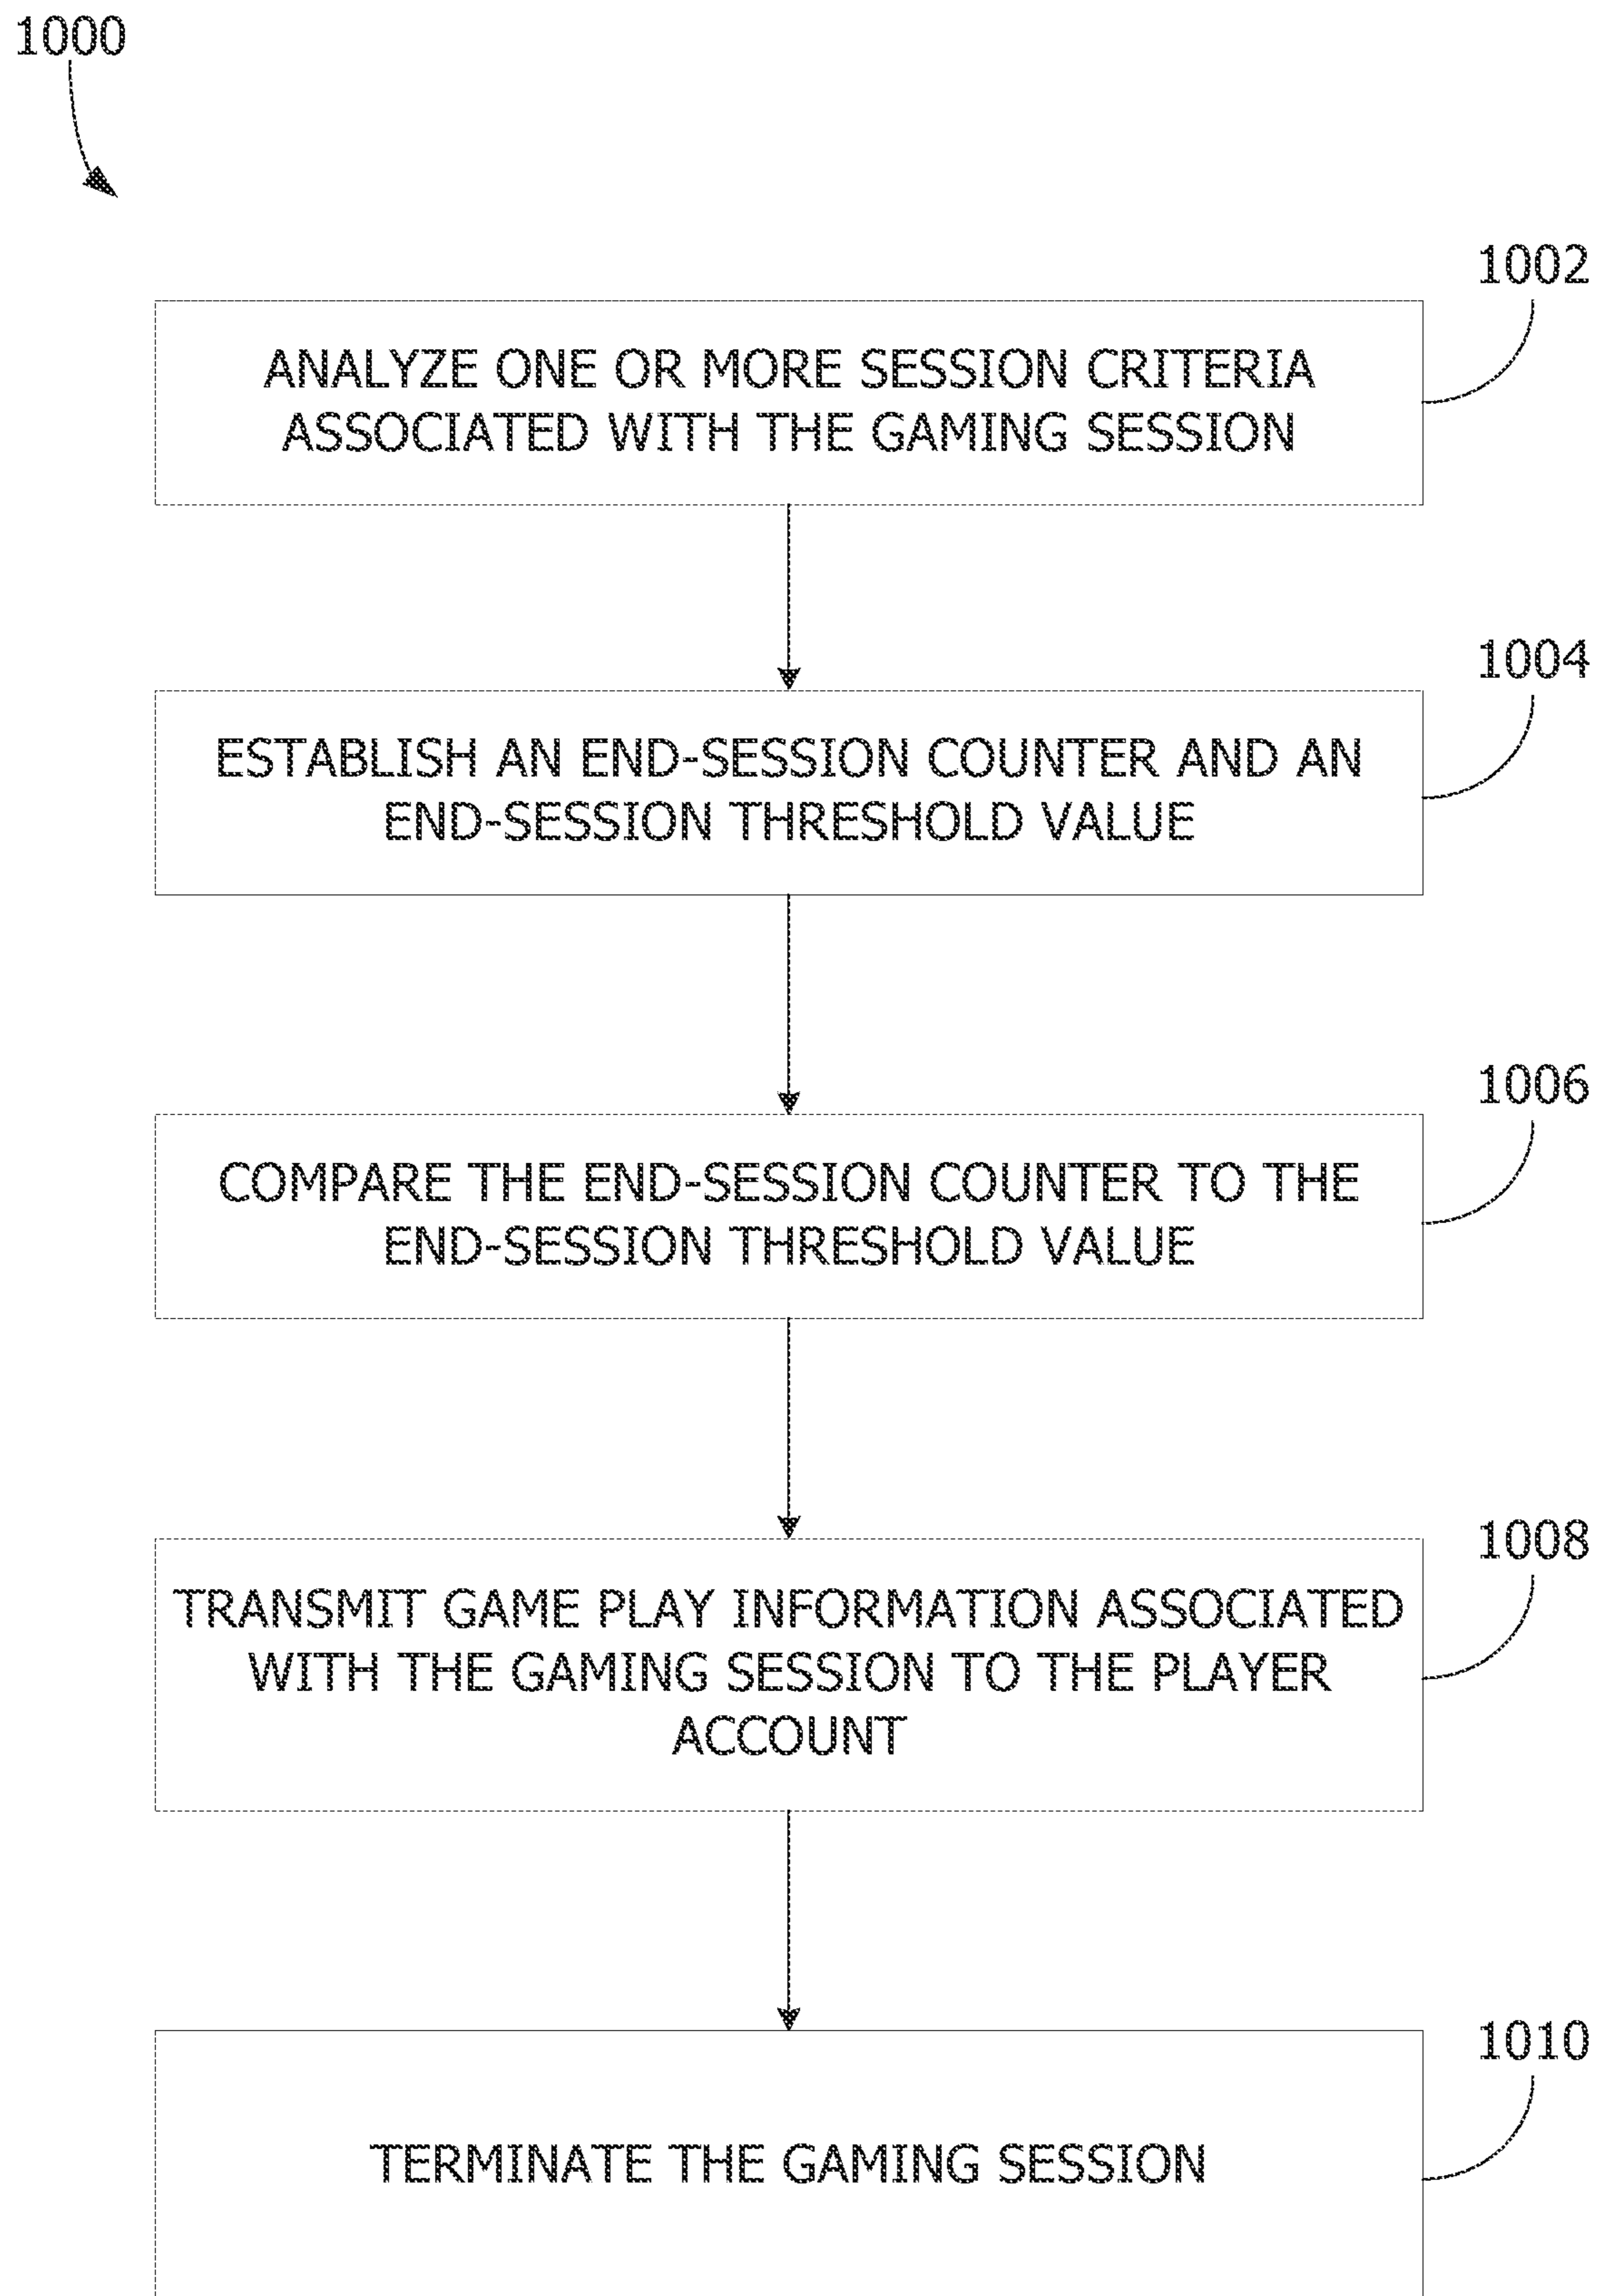 1000
1002
ANALYZE ONE OR MORE SESSION CRITERIA
ASSOCIATED WITH THE GAMING SESSION
1004
ESTABLISH AN END-SESSION COUNTER AND AN
END-SESSION THRESHOLD VALUE
1006
COMPARE THE END-SESSION COUNTER TO THE
END-SESSION THRESHOLD VALUE
1008
TRANSMIT GAME PLAY INFORMATION ASSOCIATED
WITH THE GAMING SESSION TO THE PLAYER
ACCOUNT
1010
TERMINATE THE GAMING SESSION